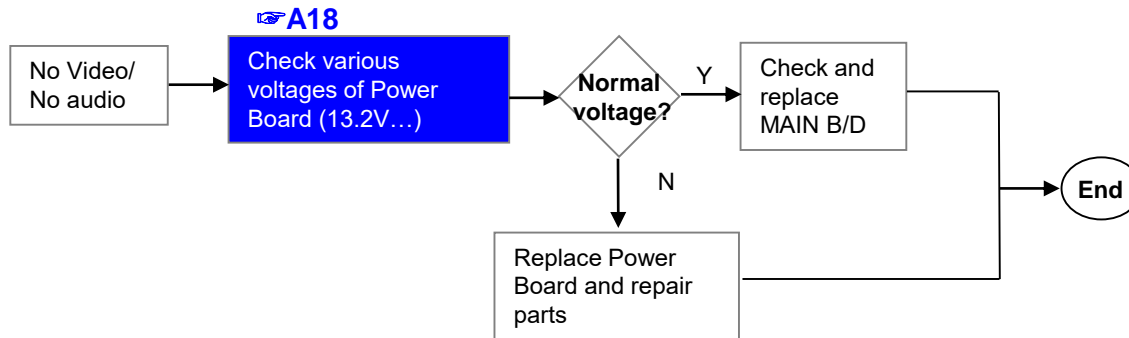 ☞A18
No Video/
No audio
Check various
voltages of Power
Board (13.2V…)
Normal
voltage?
Y
Check and
replace
MAIN B/D
N
End
Replace Power
Board and repair
parts